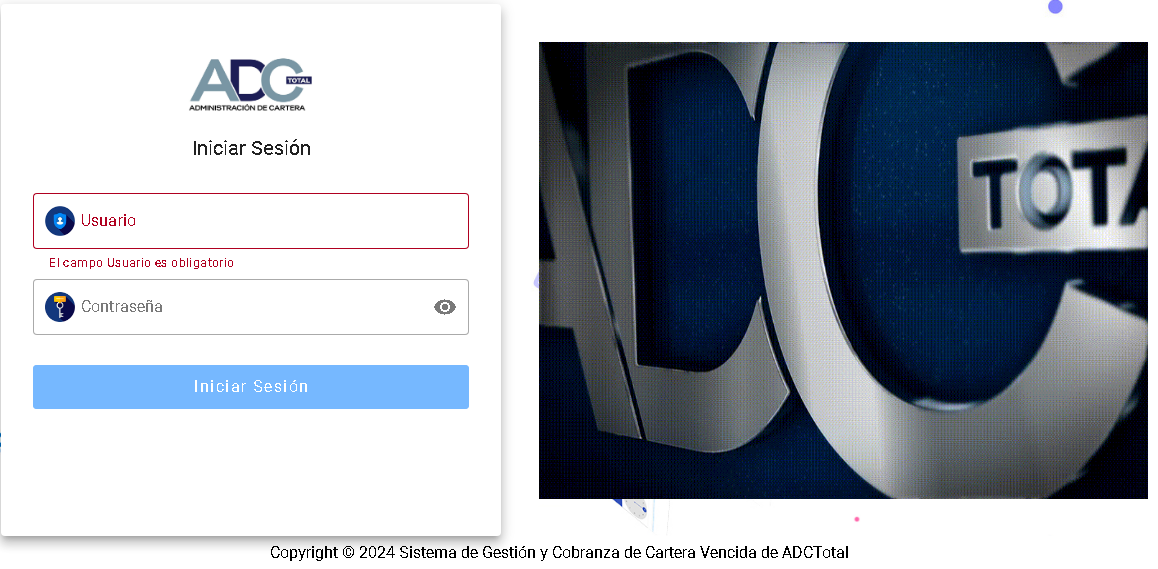 ADC
TOTAL
ADMINISTRACIÓN DE CARTERA
Iniciar Sesión
Usuario
El campo Usuario es obligatorio
Contraseña
Iniciar Sesión
ADC
TOTA
Copyright © 2024 Sistema de Gestión y Cobranza de Cartera Vencida de ADCTotal